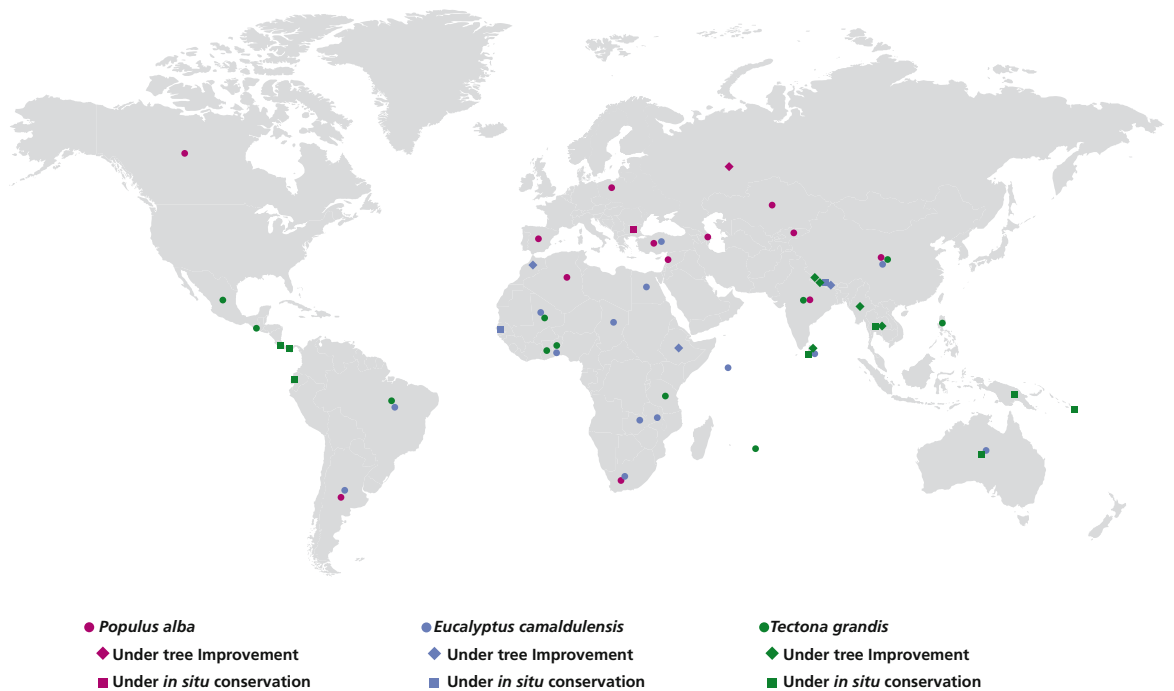 Populus alba
Under tree Improvement
Under in situ conservation
Eucalyptus camaldulensis
Under tree Improvement
Under in situ conservation
Tectona grandis
Under tree Improvement
Under in situ conservation